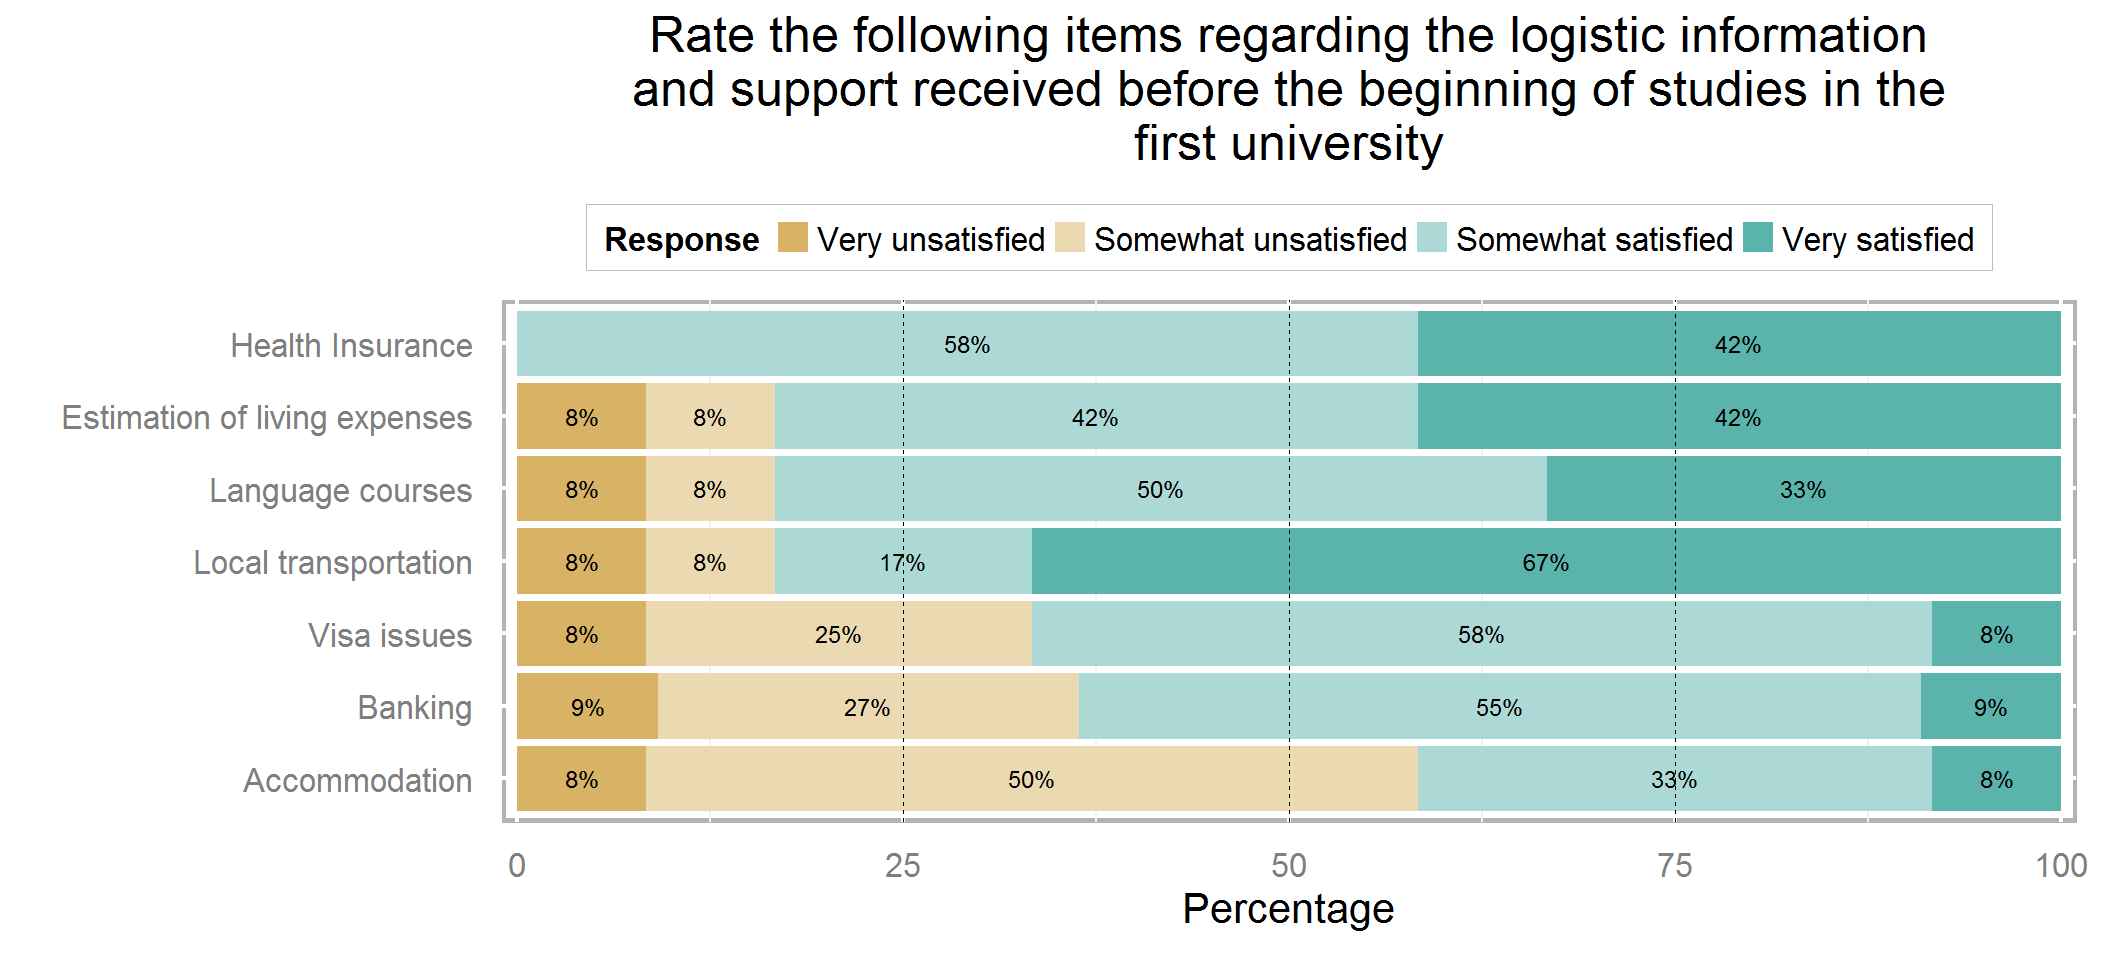 Rate the following items regarding the logistic information
and support received before the beginning of studies in the
first university
Response Very unsatisfied Somewhat unsatisfied Somewhat satisfied Very satisfied
Health Insurance 58% 42%
Estimation of living expenses 8% 8% 42% 42%
Language courses 8% 8% 50% 33%
Local transportation 8% 8% 17% 67%
Visa issues 8% 25% 58% 8%
Banking 9% 27% 55% 9%
Accommodation 8% 50% 33% 8%
0 25 50 75 100
Percentage